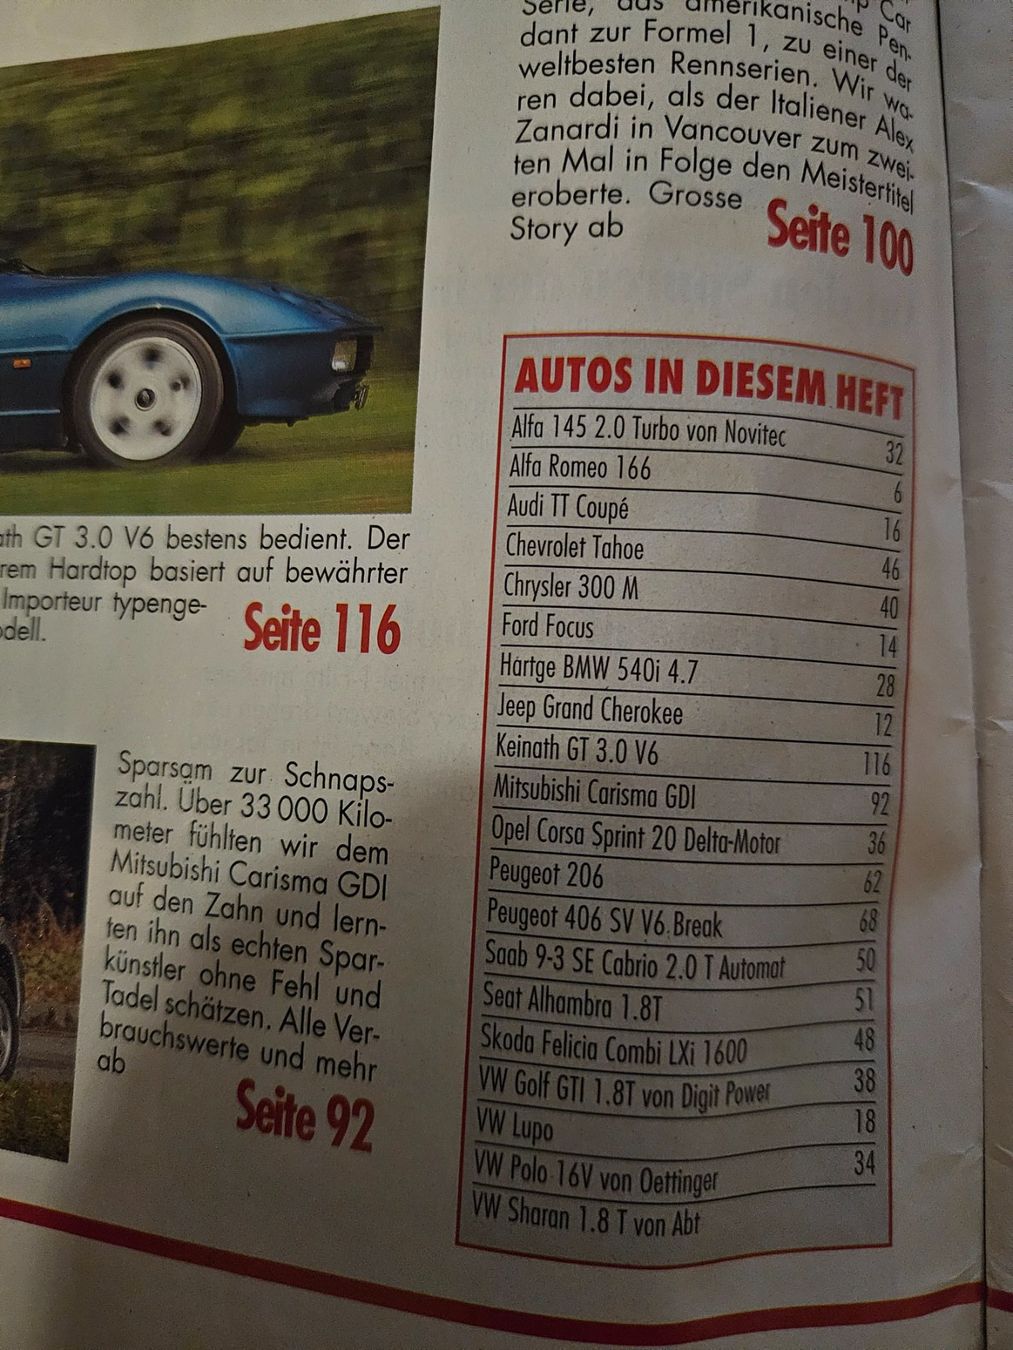 Car
Serie, das amerikanische Pen-
dant zur Formel 1, zu einer der
weltbesten Rennserien. Wir wa-
ren dabei, als der Italiener Alex
Zanardi in Vancouver zum zwei-
ten Mal in Folge den Meistertitel
eroberte. Grosse
Story ab Seite 100
GT 3.0 V6 bestens bedient. Der
Hardtop basiert auf bewährter
Importeur typenge-
Seite 116
Sparsam zur Schnaps-
zahl. Über 33 000 Kilo-
meter fühlten wir dem
Mitsubishi Carisma GDI
auf den Zahn und lern-
ten ihn als echten Spar-
künstler ohne Fehl und
Tadel schätzen. Alle Ver-
brauchswerte und mehr
ab
Seite 92
AUTOS IN DIESEM HEFT
Alfa 145 2.0 Turbo von Novitec 32
Alfa Romeo 166 6
Audi TT Coupé 16
Chevrolet Tahoe 46
Chrysler 300 M 40
Ford Focus 14
Hartge BMW 540i 4.7 28
Jeep Grand Cherokee 12
Keinath GT 3.0 V6 116
Mitsubishi Carisma GDI 92
Opel Corsa Sprint 20 Delta-Motor 36
Peugeot 206 62
Peugeot 406 SV V6 Break 68
Saab 9-3 SE Cabrio 2.0 T Automat 50
Seat Alhambra 1.8T 51
Skoda Felicia Combi LXi 1600 48
VW Golf GTI 1.8T von Digit Power 38
VW Lupo 18
VW Polo 16V von Oettinger 34
VW Sharan 1.8 T von Abt